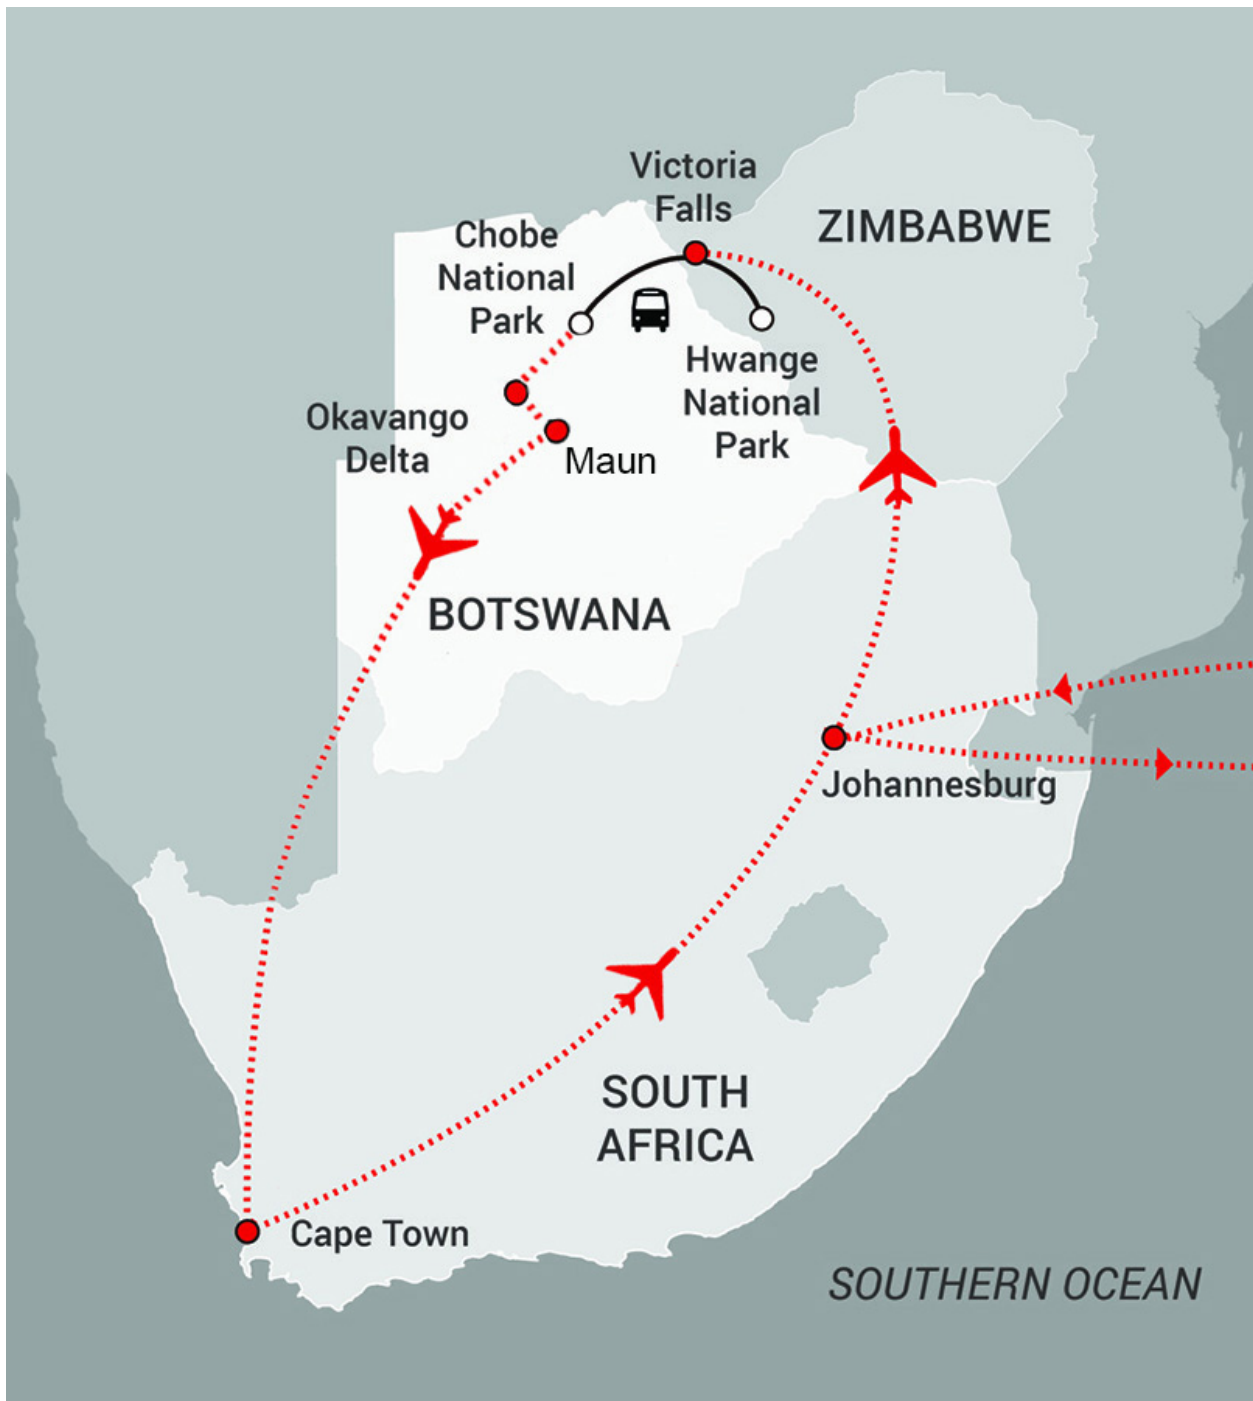 Victoria
Falls
ZIMBABWE
Chobe
National
Park
Hwange
National
Park
Okavango
Delta
Maun
BOTSWANA
Johannesburg
SOUTH
AFRICA
Cape Town
SOUTHERN OCEAN